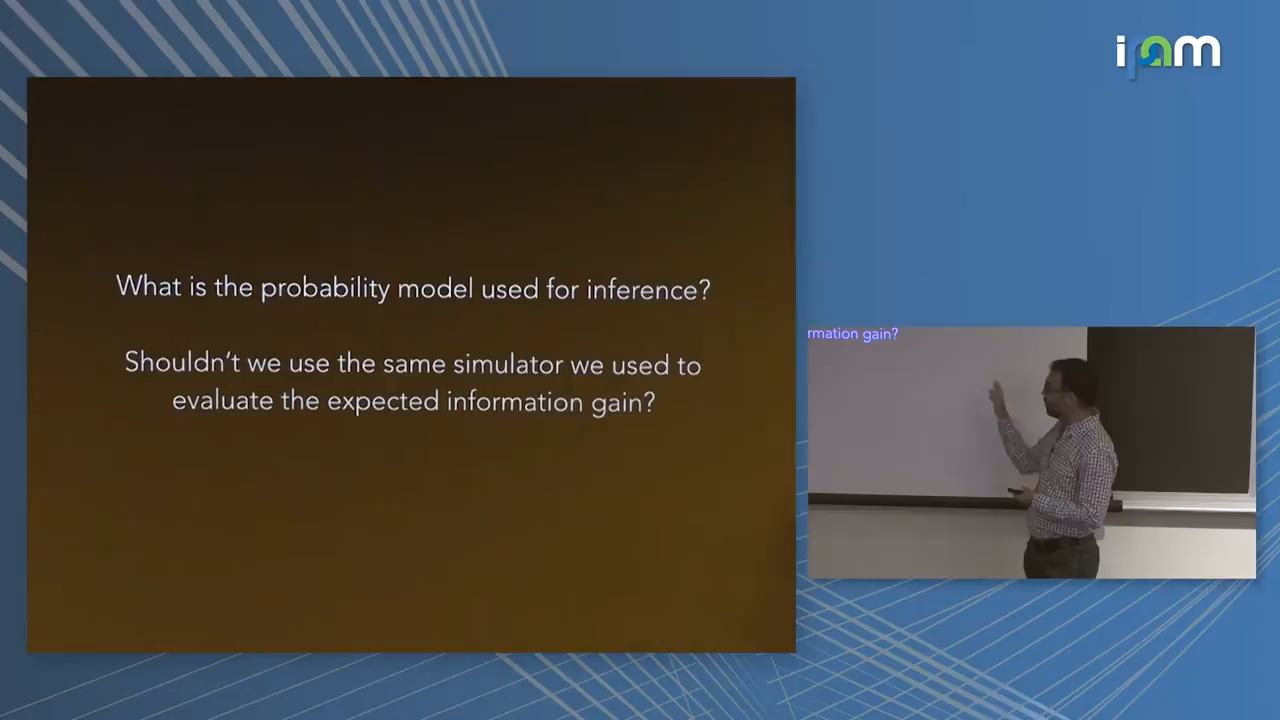 ipam
What is the probability model used for inference?
Shouldn't we use the same simulator we used to
evaluate the expected information gain?
rmation gain?